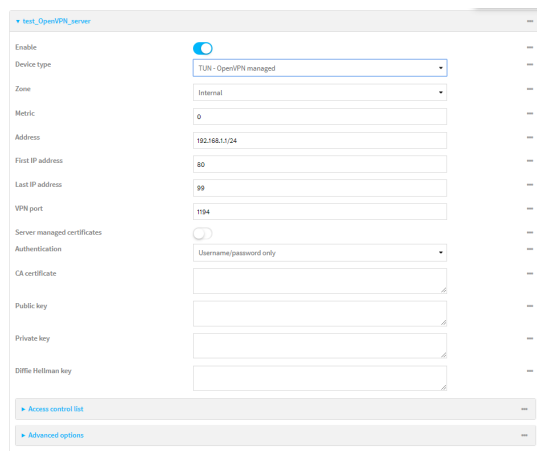 test_OpenVPN_server
Enable
Device type
TUN - OpenVPN managed
Zone
Internal
Metric
0
Address
192.168.1.1/24
First IP address
80
Last IP address
99
VPN port
1194
Server managed certificates
Authentication
Username/password only
CA certificate
Public key
Private key
Diffie Hellman key
Access control list
Advanced options